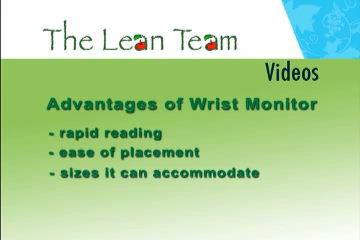 The Lean Team
Videos
Advantages of Wrist Monitor
- rapid reading
- ease of placement
- sizes it can accommodate